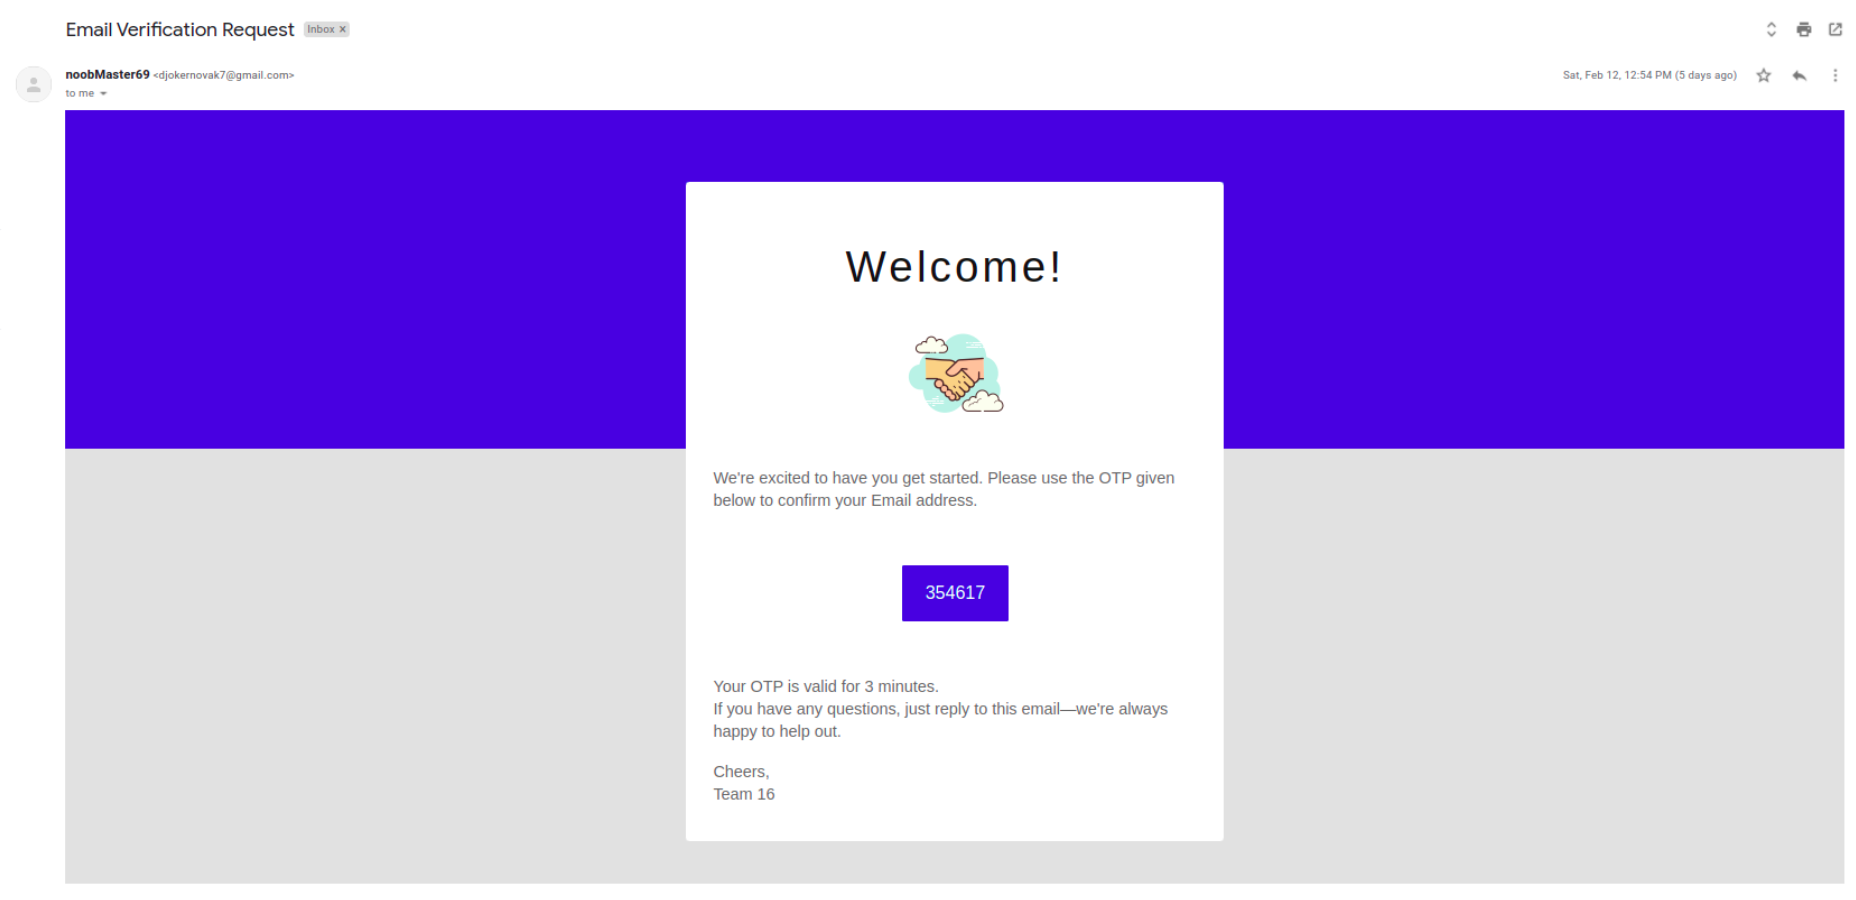 Email Verification Request Inbox x
noobMaster69 <djokernovak7@gmail.com> Sat, Feb 12, 12:54 PM (5 days ago)
to me
Welcome!
We're excited to have you get started. Please use the OTP given
below to confirm your Email address.
354617
Your OTP is valid for 3 minutes.
If you have any questions, just reply to this email—we're always
happy to help out.
Cheers,
Team 16